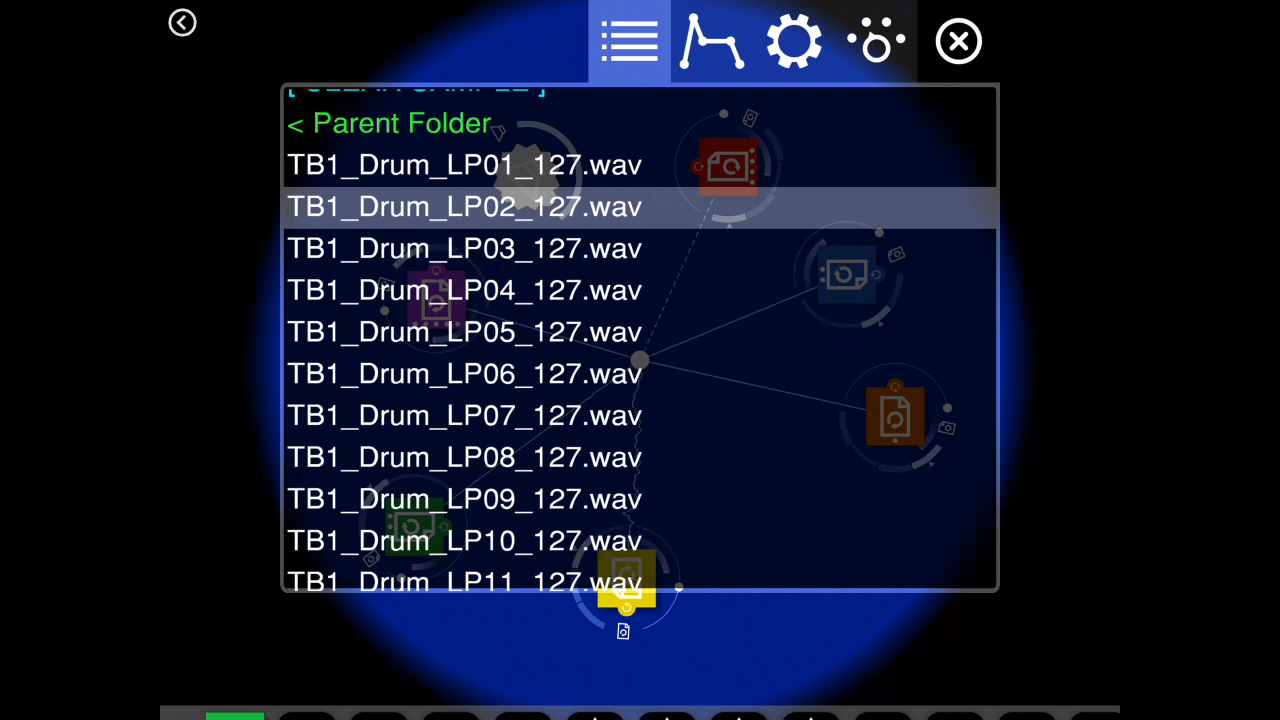 < Parent Folder
TB1_Drum_LP01_127.wav
TB1_Drum_LP02_127.wav
TB1_Drum_LP03_127.wav
TB1_Drum_LP04_127.wav
TB1_Drum_LP05_127.wav
TB1_Drum_LP06_127.wav
TB1_Drum_LP07_127.wav
TB1_Drum_LP08_127.wav
TB1_Drum_LP09_127.wav
TB1_Drum_LP10_127.wav
TB1_Drum_LP11_127.wav